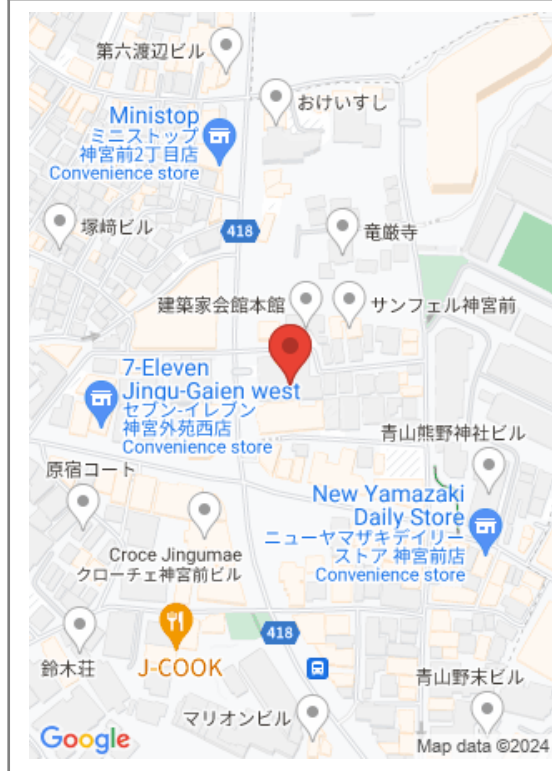 第六渡辺ビル
おけいすし
Ministop
ミニストップ
神宮前2丁目店
Convenience store
塚﨑ビル
418
竜巌寺
建築家会館本館
サンフェル神宮前
7-Eleven
Jingu-Gaien west
セブン-イレブン
神宮外苑西店
Convenience store
青山熊野神社ビル
原宿コート
New Yamazaki
Daily Store
ニューヤマザキデイリー
ストア 神宮前店
Convenience store
Croce Jingumae
クローチェ神宮前ビル
418
鈴木荘
J-COOK
青山野末ビル
マリオンビル
Google
Map data ©2024